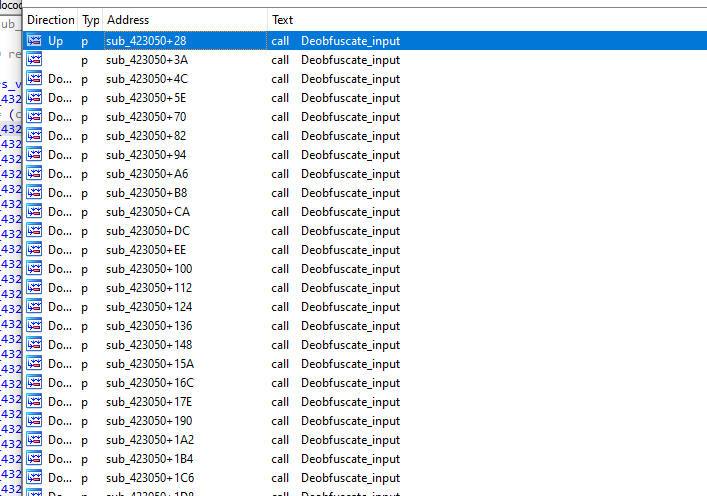 Direction Typ Address Text
Up p sub_423050+28 call Deobfuscate_input
p sub_423050+3A call Deobfuscate_input
Do... p sub_423050+4C call Deobfuscate_input
Do... p sub_423050+5E call Deobfuscate_input
Do... p sub_423050+70 call Deobfuscate_input
Do... p sub_423050+82 call Deobfuscate_input
Do... p sub_423050+94 call Deobfuscate_input
Do... p sub_423050+A6 call Deobfuscate_input
Do... p sub_423050+B8 call Deobfuscate_input
Do... p sub_423050+CA call Deobfuscate_input
Do... p sub_423050+DC call Deobfuscate_input
Do... p sub_423050+EE call Deobfuscate_input
Do... p sub_423050+100 call Deobfuscate_input
Do... p sub_423050+112 call Deobfuscate_input
Do... p sub_423050+124 call Deobfuscate_input
Do... p sub_423050+136 call Deobfuscate_input
Do... p sub_423050+148 call Deobfuscate_input
Do... p sub_423050+15A call Deobfuscate_input
Do... p sub_423050+16C call Deobfuscate_input
Do... p sub_423050+17E call Deobfuscate_input
Do... p sub_423050+190 call Deobfuscate_input
Do... p sub_423050+1A2 call Deobfuscate_input
Do... p sub_423050+1B4 call Deobfuscate_input
Do... p sub_423050+1C6 call Deobfuscate_input